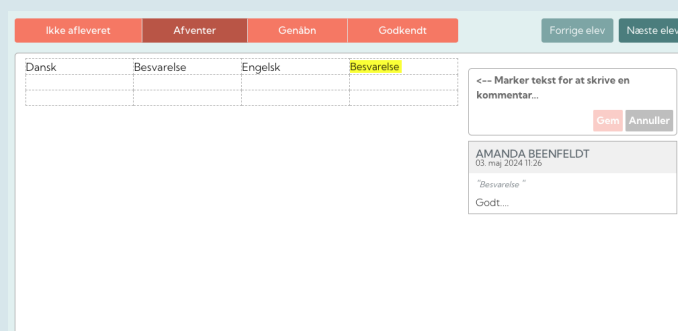 Ikke afleveret Afventer Genåbn Godkendt Forrige elev Næste elev
Dansk Besvarelse Engelsk Besvarelse
<-- Marker tekst for at skrive en
kommentar...
Gem Annuller
AMANDA BEENFELDT
03. maj 2024 11:26
"Besvarelse "
Godt....